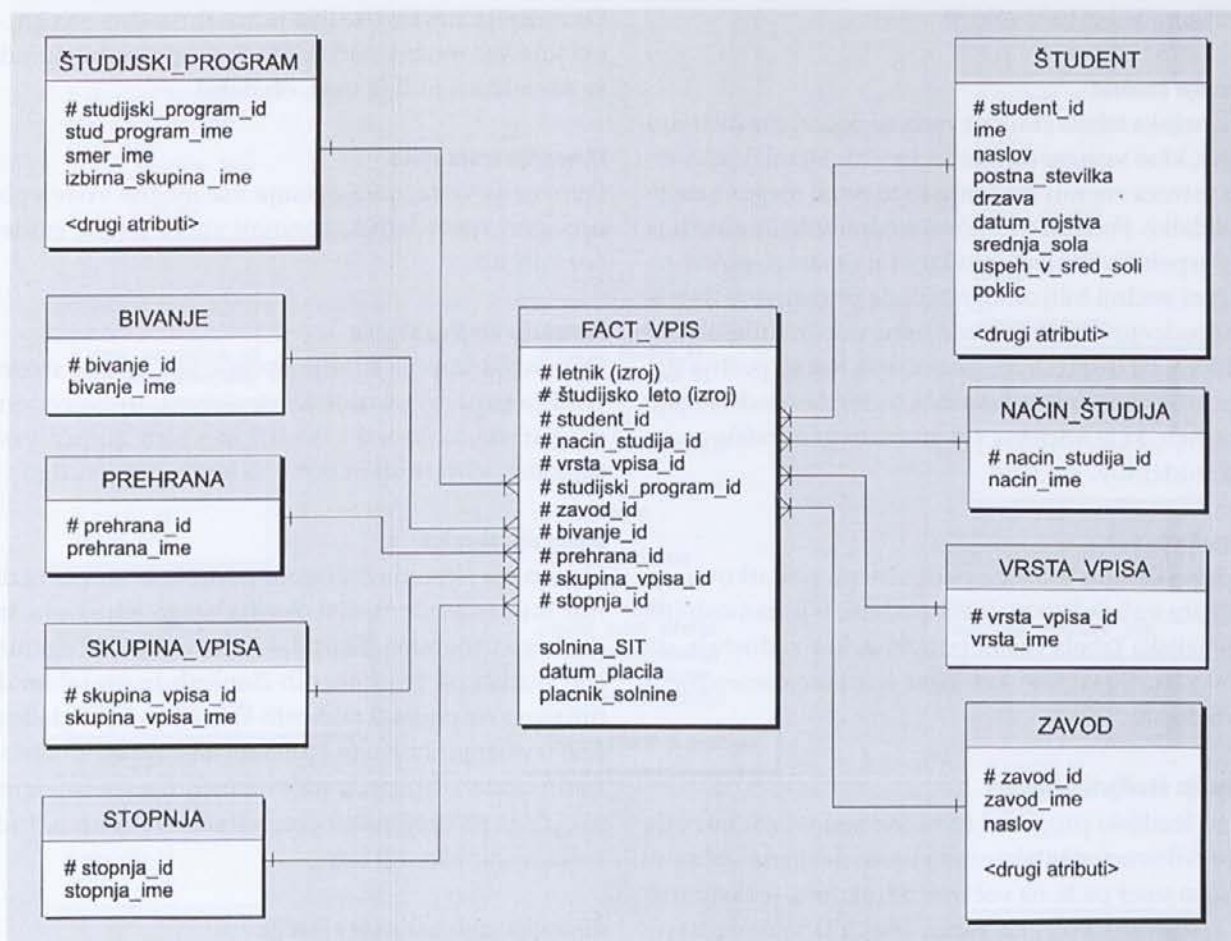 ŠTUDIJSKI_PROGRAM
# studijski_program_id
stud_program_ime
smer_ime
izbirna_skupina_ime
<drugi atributi>
BIVANJE
# bivanje_id
bivanje_ime
PREHRANA
# prehrana_id
prehrana_ime
SKUPINA_VPISA
# skupina_vpisa_id
skupina_vpisa_ime
STOPNJA
# stopnja_id
stopnja_ime
FACT_VPIS
# letnik (izroj)
# študijsko_leto (izroj)
# student_id
# nacin_studija_id
# vrsta_vpisa_id
# studijski_program_id
# zavod_id
# bivanje_id
# prehrana_id
# skupina_vpisa_id
# stopnja_id
solnina_SIT
datum_placila
placnik_solnine
ŠTUDENT
# student_id
ime
naslov
postna_stevilka
drzava
datum_rojstva
srednja_sola
uspeh_v_sred_soli
poklic
<drugi atributi>
NAČIN_ŠTUDIJA
# nacin_studija_id
nacin_ime
VRSTA_VPISA
# vrsta_vpisa_id
vrsta_ime
ZAVOD
# zavod_id
zavod_ime
naslov
<drugi atributi>